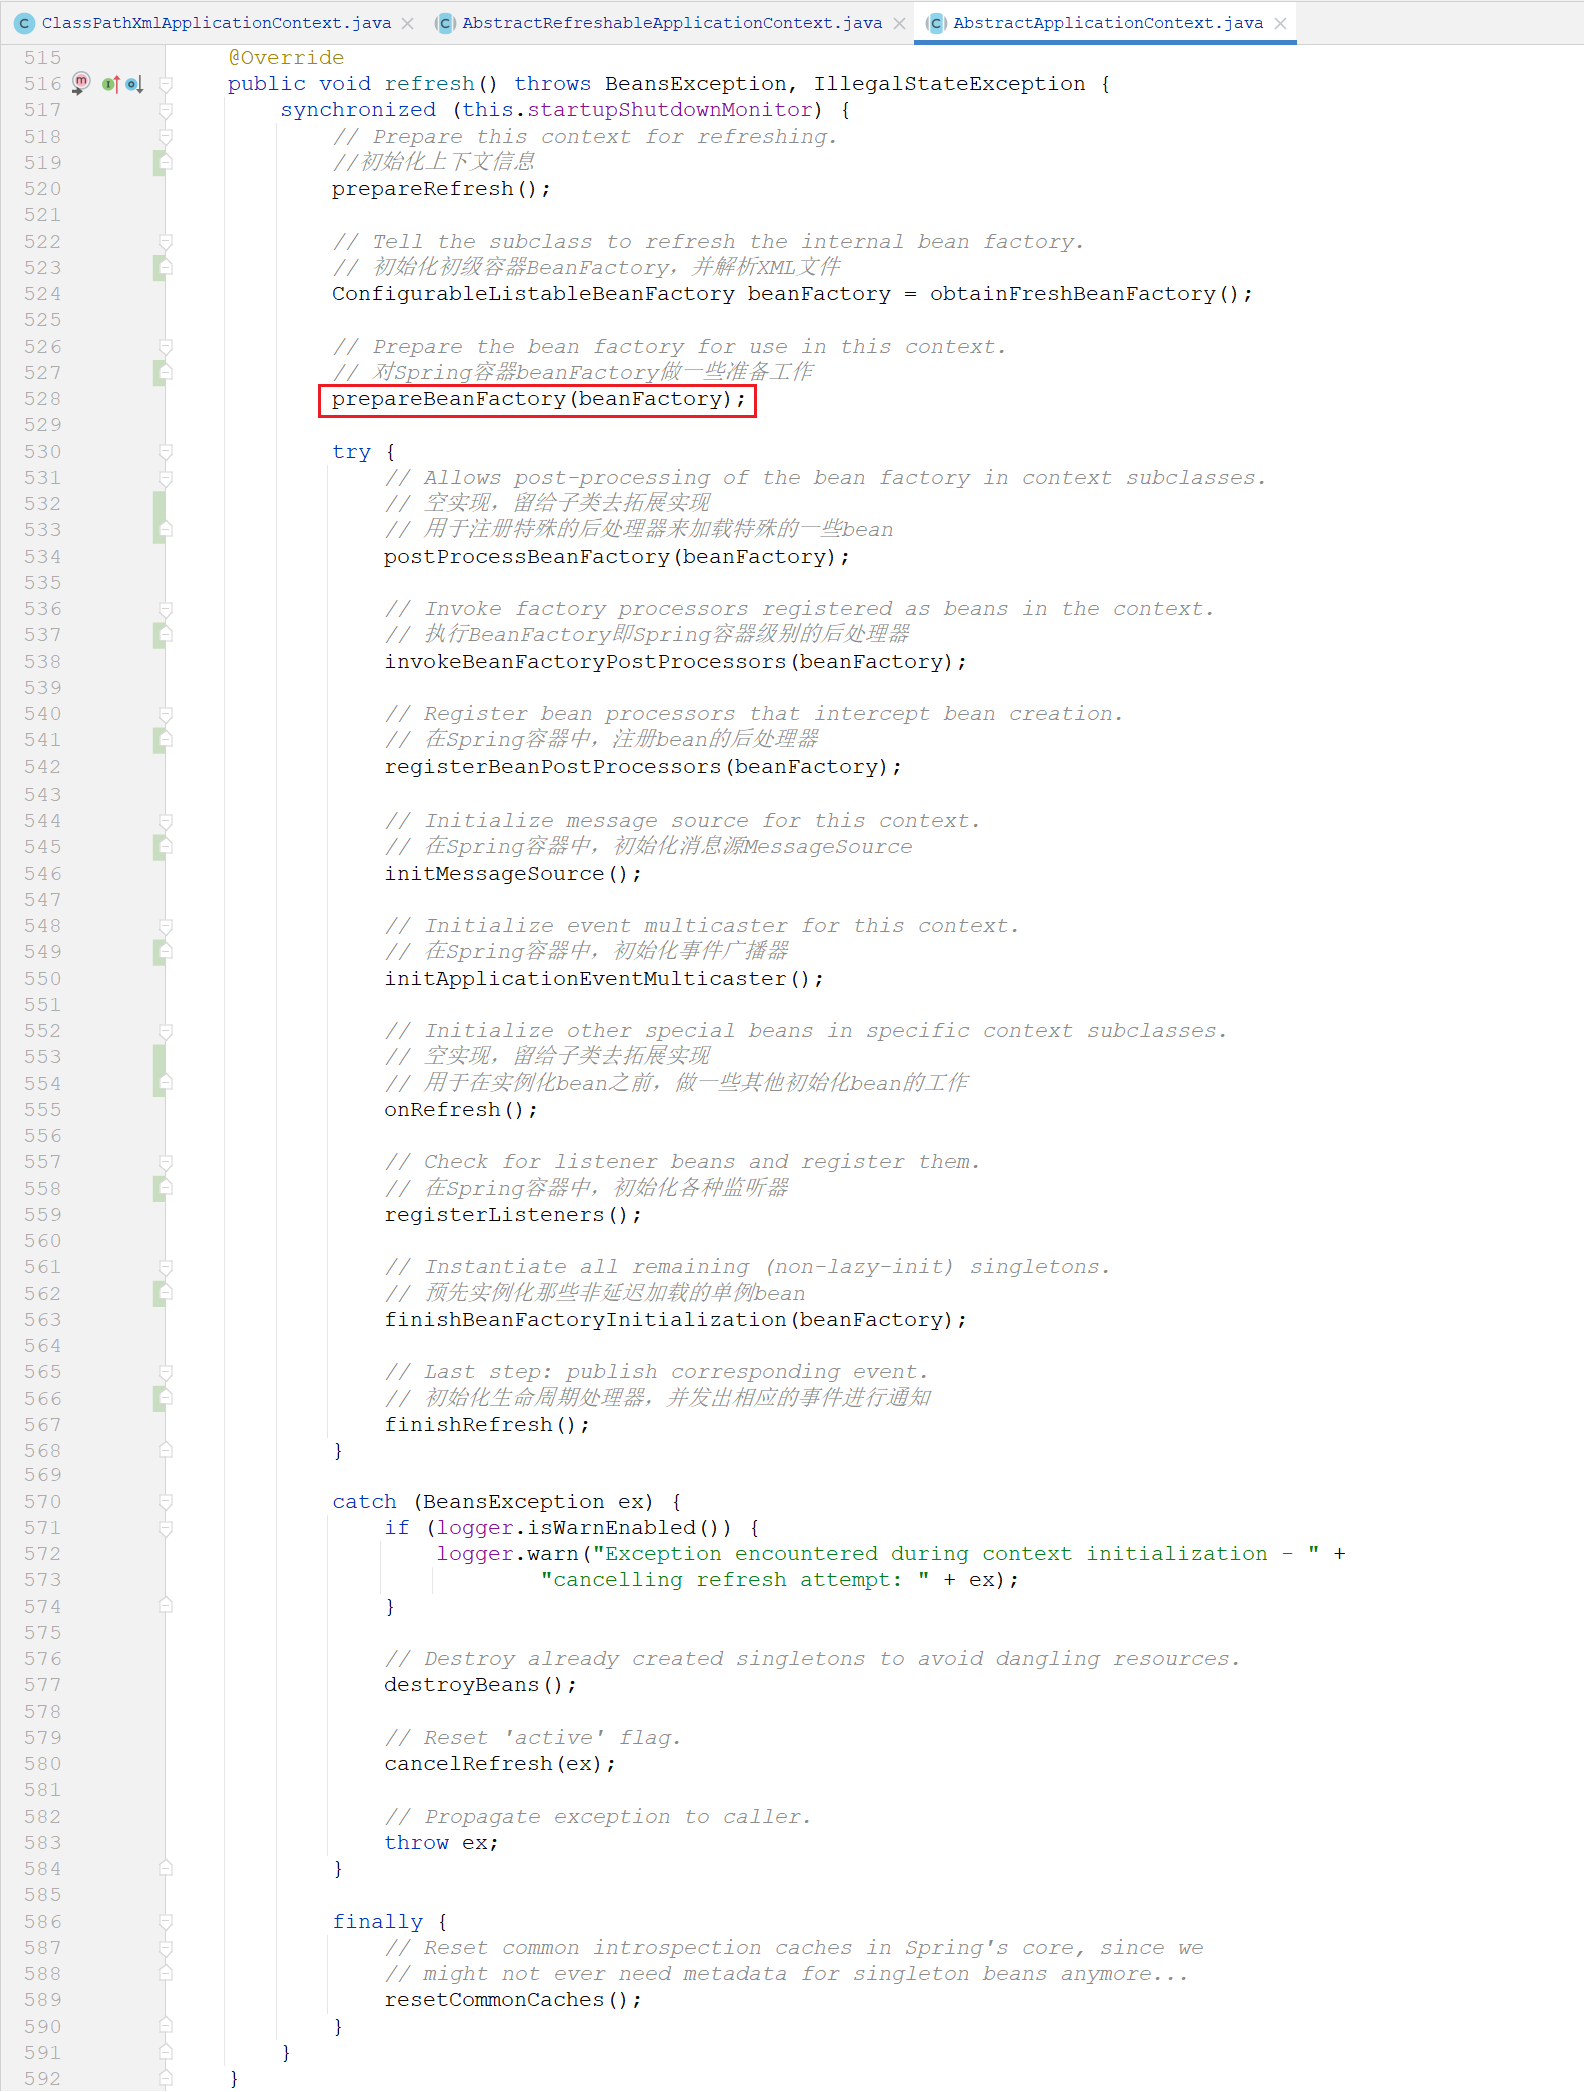 ClassPathXmlApplicationContext.java AbstractRefreshableApplicationContext.java AbstractApplicationContext.java
515 @Override
516 public void refresh() throws BeansException, IllegalStateException {
517 synchronized (this.startupShutdownMonitor) {
518 // Prepare this context for refreshing.
519 //初始化上下文信息
520 prepareRefresh();
521
522 // Tell the subclass to refresh the internal bean factory.
523 // 初始化初级容器BeanFactory，并解析XML文件
524 ConfigurableListableBeanFactory beanFactory = obtainFreshBeanFactory();
525
526 // Prepare the bean factory for use in this context.
527 // 对Spring容器beanFactory做一些准备工作
528 prepareBeanFactory(beanFactory);
529
530 try {
531 // Allows post-processing of the bean factory in context subclasses.
532 // 空实现，留给子类去拓展实现
533 // 用于注册特殊的后处理器来加载特殊的一些bean
534 postProcessBeanFactory(beanFactory);
535
536 // Invoke factory processors registered as beans in the context.
537 // 执行BeanFactory即Spring容器级别的后处理器
538 invokeBeanFactoryPostProcessors(beanFactory);
539
540 // Register bean processors that intercept bean creation.
541 // 在Spring容器中，注册bean的后处理器
542 registerBeanPostProcessors(beanFactory);
543
544 // Initialize message source for this context.
545 // 在Spring容器中，初始化消息源MessageSource
546 initMessageSource();
547
548 // Initialize event multicaster for this context.
549 // 在Spring容器中，初始化事件广播器
550 initApplicationEventMulticaster();
551
552 // Initialize other special beans in specific context subclasses.
553 // 空实现，留给子类去拓展实现
554 // 用于在实例化bean之前，做一些其他初始化bean的工作
555 onRefresh();
556
557 // Check for listener beans and register them.
558 // 在Spring容器中，初始化各种监听器
559 registerListeners();
560
561 // Instantiate all remaining (non-lazy-init) singletons.
562 // 预先实例化那些非延迟加载的单例bean
563 finishBeanFactoryInitialization(beanFactory);
564
565 // Last step: publish corresponding event.
566 // 初始化生命周期处理器，并发出相应的事件进行通知
567 finishRefresh();
568 }
569
570 catch (BeansException ex) {
571 if (logger.isWarnEnabled()) {
572 logger.warn("Exception encountered during context initialization - " +
573 "cancelling refresh attempt: " + ex);
574 }
575
576 // Destroy already created singletons to avoid dangling resources.
577 destroyBeans();
578
579 // Reset 'active' flag.
580 cancelRefresh(ex);
581
582 // Propagate exception to caller.
583 throw ex;
584 }
585
586 finally {
587 // Reset common introspection caches in Spring's core, since we
588 // might not ever need metadata for singleton beans anymore...
589 resetCommonCaches();
590 }
591 }
592 }